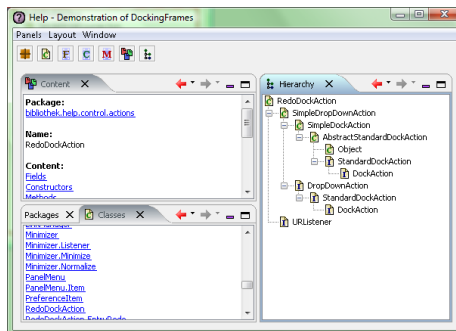 Help - Demonstration of DockingFrames
Panels Layout Window
F C M
Content
Package:
bibliothek.help.control.actions
Name:
RedoDockAction
Content:
Fields
Constructors
Methods
Packages Classes
Minimizer
Minimizer.Listener
Minimizer.Minimize
Minimizer.Normalize
PanelMenu
PanelMenu.Item
PreferenceItem
RedoDockAction
RedoDockAction.EntryRedo
Hierarchy
RedoDockAction
SimpleDropDownAction
SimpleDockAction
AbstractStandardDockAction
Object
StandardDockAction
DockAction
DropDownAction
StandardDockAction
DockAction
URListener